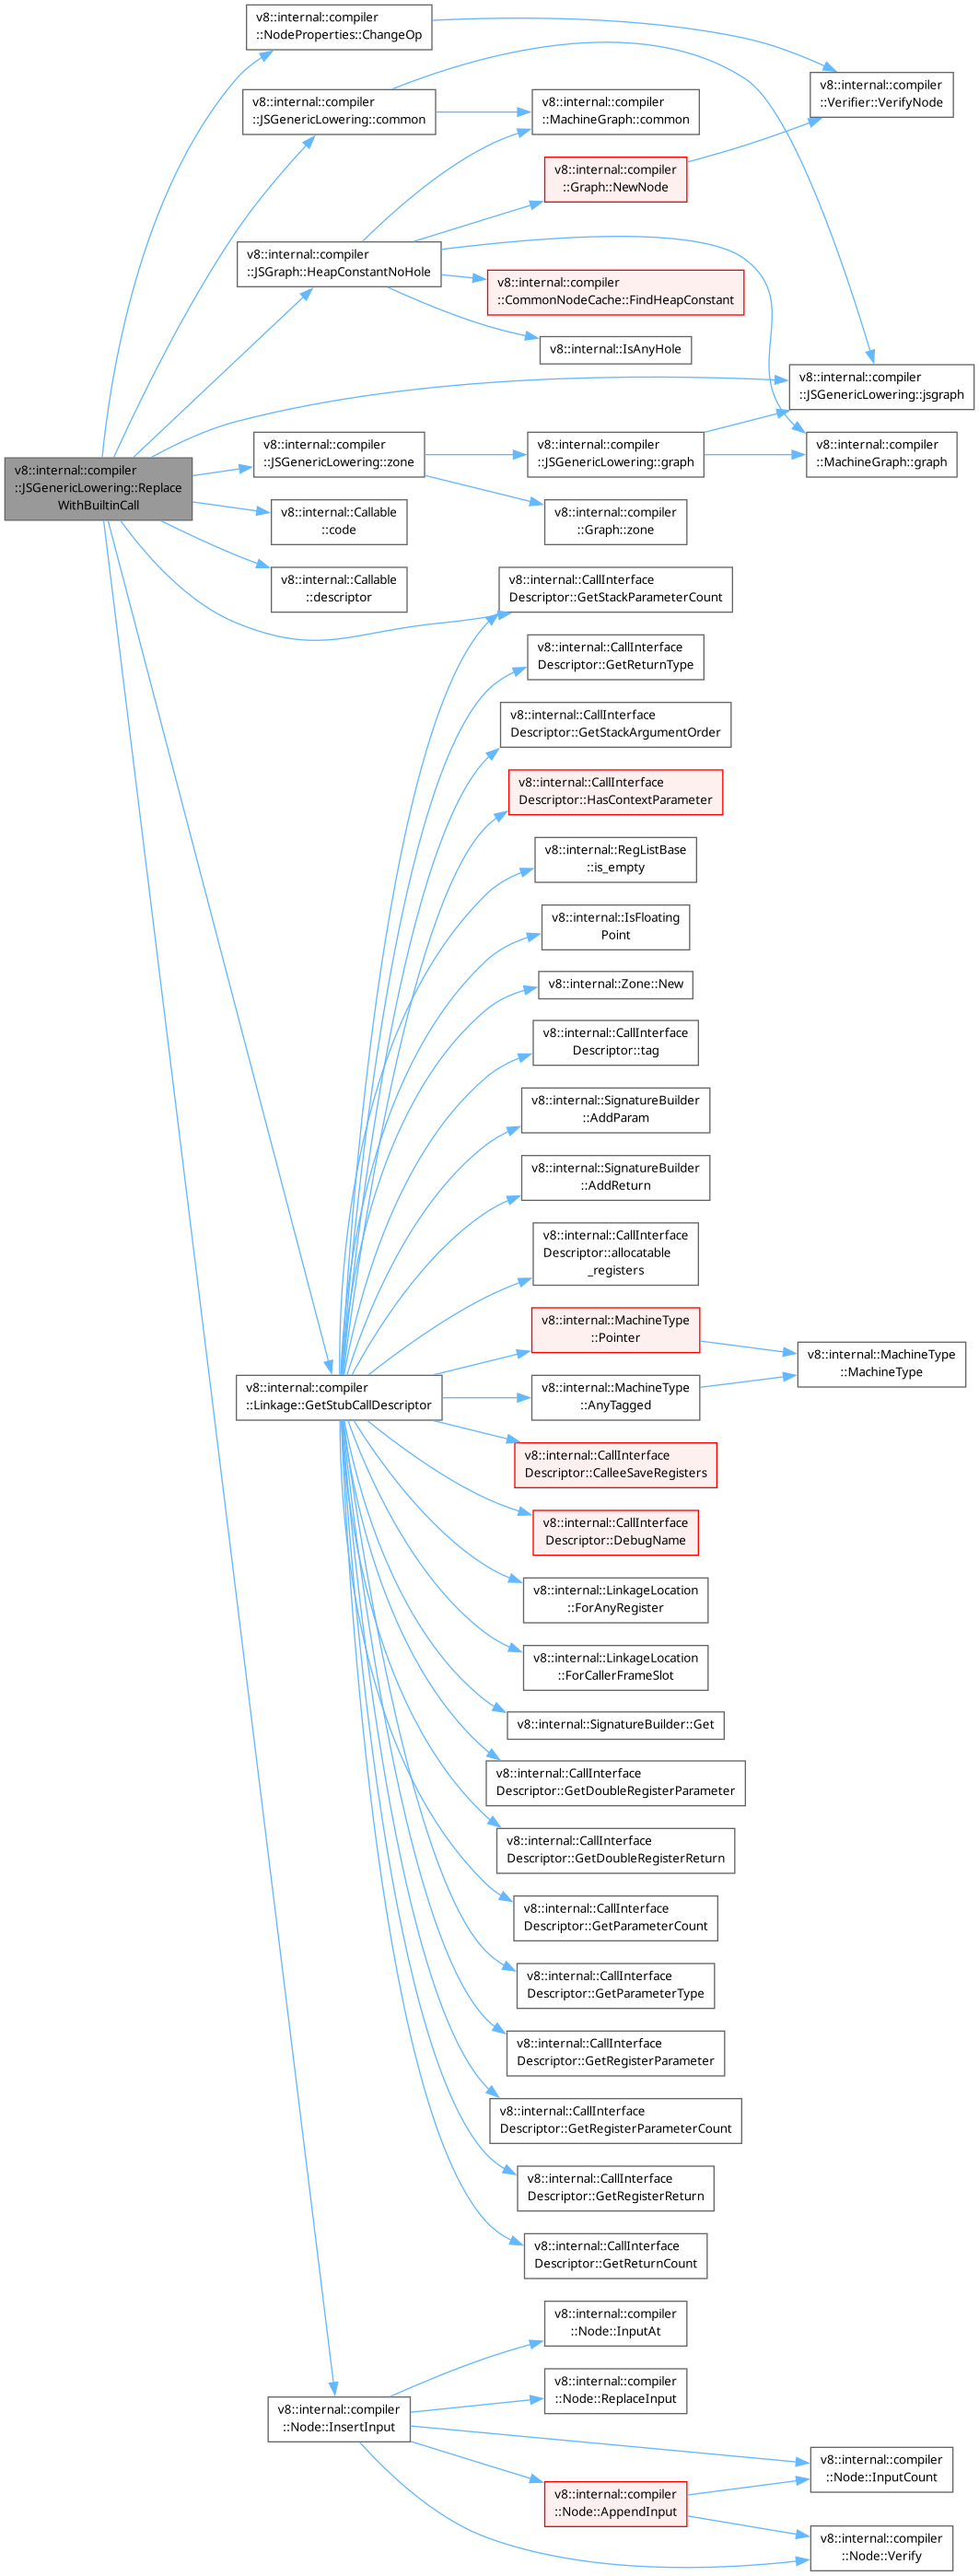 v8::internal::compiler
::NodeProperties::ChangeOp
v8::internal::compiler
::Verifier::VerifyNode
v8::internal::compiler
::JSGenericLowering::common
v8::internal::compiler
::MachineGraph::common
v8::internal::compiler
::Graph::NewNode
v8::internal::compiler
::JSGraph::HeapConstantNoHole
v8::internal::compiler
::CommonNodeCache::FindHeapConstant
v8::internal::IsAnyHole
v8::internal::compiler
::JSGenericLowering::jsgraph
v8::internal::compiler
::JSGenericLowering::Replace
WithBuiltinCall
v8::internal::compiler
::JSGenericLowering::zone
v8::internal::compiler
::JSGenericLowering::graph
v8::internal::compiler
::MachineGraph::graph
v8::internal::Callable
::code
v8::internal::compiler
::Graph::zone
v8::internal::Callable
::descriptor
v8::internal::CallInterface
Descriptor::GetStackParameterCount
v8::internal::CallInterface
Descriptor::GetReturnType
v8::internal::CallInterface
Descriptor::GetStackArgumentOrder
v8::internal::CallInterface
Descriptor::HasContextParameter
v8::internal::RegListBase
::is_empty
v8::internal::IsFloating
Point
v8::internal::Zone::New
v8::internal::CallInterface
Descriptor::tag
v8::internal::SignatureBuilder
::AddParam
v8::internal::SignatureBuilder
::AddReturn
v8::internal::CallInterface
Descriptor::allocatable
_registers
v8::internal::MachineType
::Pointer
v8::internal::MachineType
::MachineType
v8::internal::compiler
::Linkage::GetStubCallDescriptor
v8::internal::MachineType
::AnyTagged
v8::internal::CallInterface
Descriptor::CalleeSaveRegisters
v8::internal::CallInterface
Descriptor::DebugName
v8::internal::LinkageLocation
::ForAnyRegister
v8::internal::LinkageLocation
::ForCallerFrameSlot
v8::internal::SignatureBuilder::Get
v8::internal::CallInterface
Descriptor::GetDoubleRegisterParameter
v8::internal::CallInterface
Descriptor::GetDoubleRegisterReturn
v8::internal::CallInterface
Descriptor::GetParameterCount
v8::internal::CallInterface
Descriptor::GetParameterType
v8::internal::CallInterface
Descriptor::GetRegisterParameter
v8::internal::CallInterface
Descriptor::GetRegisterParameterCount
v8::internal::CallInterface
Descriptor::GetRegisterReturn
v8::internal::CallInterface
Descriptor::GetReturnCount
v8::internal::compiler
::Node::InputAt
v8::internal::compiler
::Node::ReplaceInput
v8::internal::compiler
::Node::InsertInput
v8::internal::compiler
::Node::InputCount
v8::internal::compiler
::Node::AppendInput
v8::internal::compiler
::Node::Verify